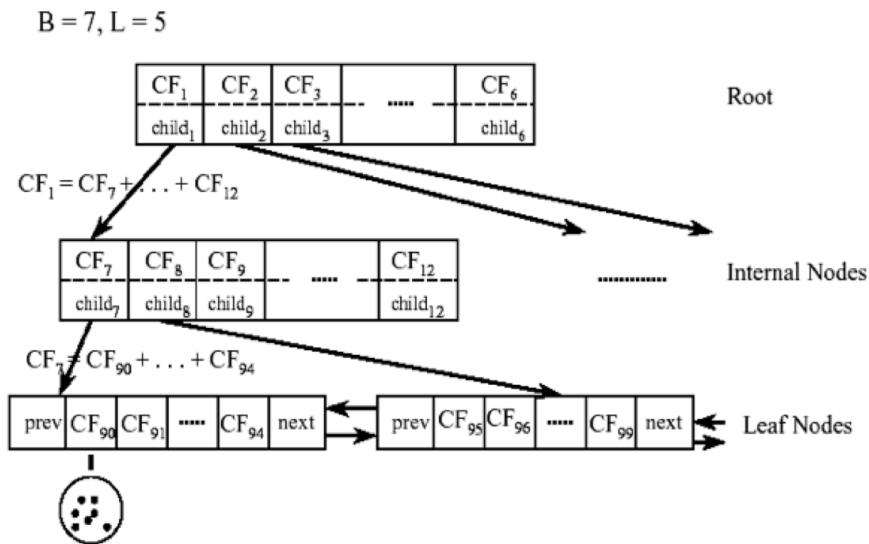 B = 7, L = 5
CF₁ CF₂ CF₃ ..... CF₆ Root
child₁ child₂ child₃ child₆
CF₁ = CF₇ + . . . + CF₁₂
CF₇ CF₈ CF₉ ..... CF₁₂ .............. Internal Nodes
child₇ child₈ child₉ child₁₂
CF₇ = CF₉₀ + . . . + CF₉₄
prev CF₉₀ CF₉₁ ..... CF₉₄ next prev CF₉₅ CF₉₆ ..... CF₉₉ next Leaf Nodes